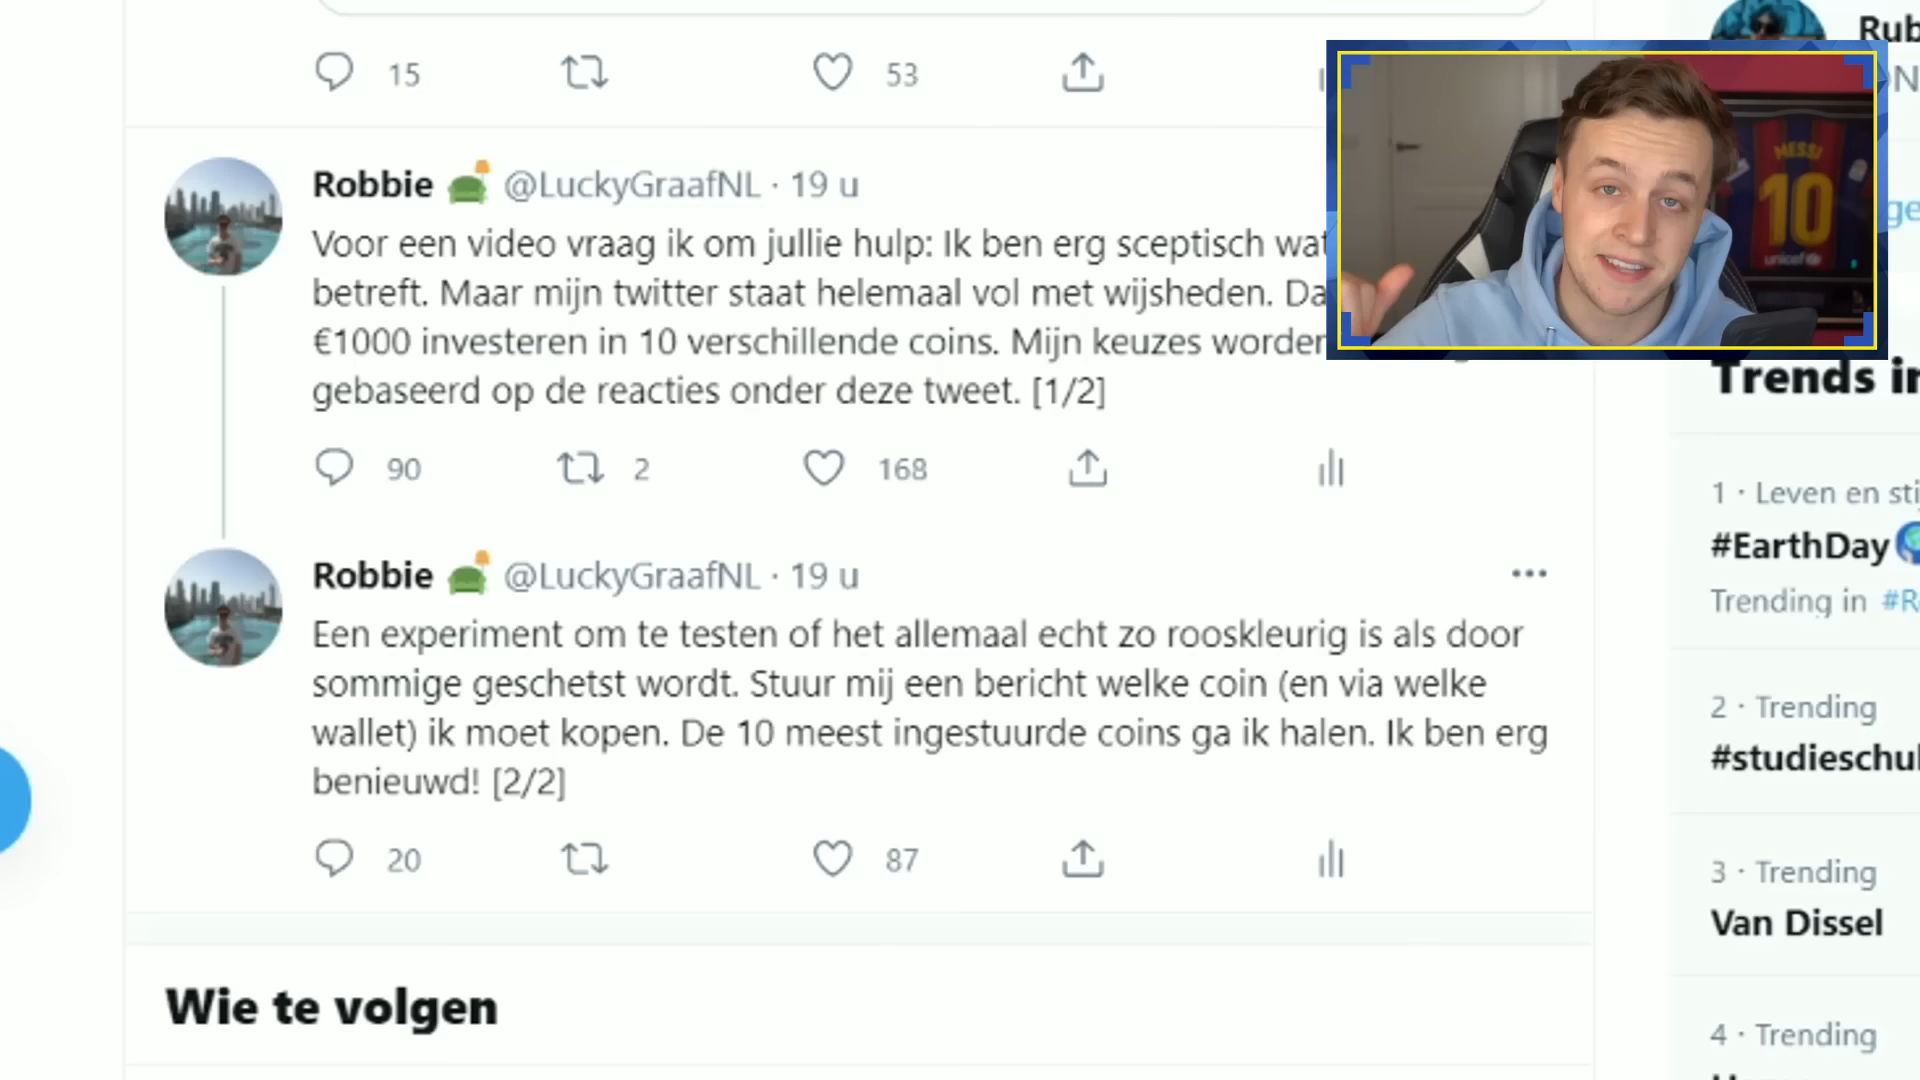 15
53
Robbie @LuckyGraafNL · 19 u
Voor een video vraag ik om jullie hulp: Ik ben erg sceptisch wat
betreft. Maar mijn twitter staat helemaal vol met wijsheden.
€1000 investeren in 10 verschillende coins. Mijn keuzes
gebaseerd op de reacties onder deze tweet. [1/2]
90
2
168
Robbie @LuckyGraafNL · 19 u
Een experiment om te testen of het allemaal echt zo rooskleurig is als door
sommige geschetst wordt. Stuur mij een bericht welke coin (en via welke
wallet) ik moet kopen. De 10 meest ingestuurde coins ga ik halen. Ik ben erg
benieuwd! [2/2]
20
87
Wie te volgen
MESSI
10
unicef
Trends
1 · Leven en
#EarthDay
Trending in
2 · Trending
3 · Trending
Van Dissel
4 · Trending